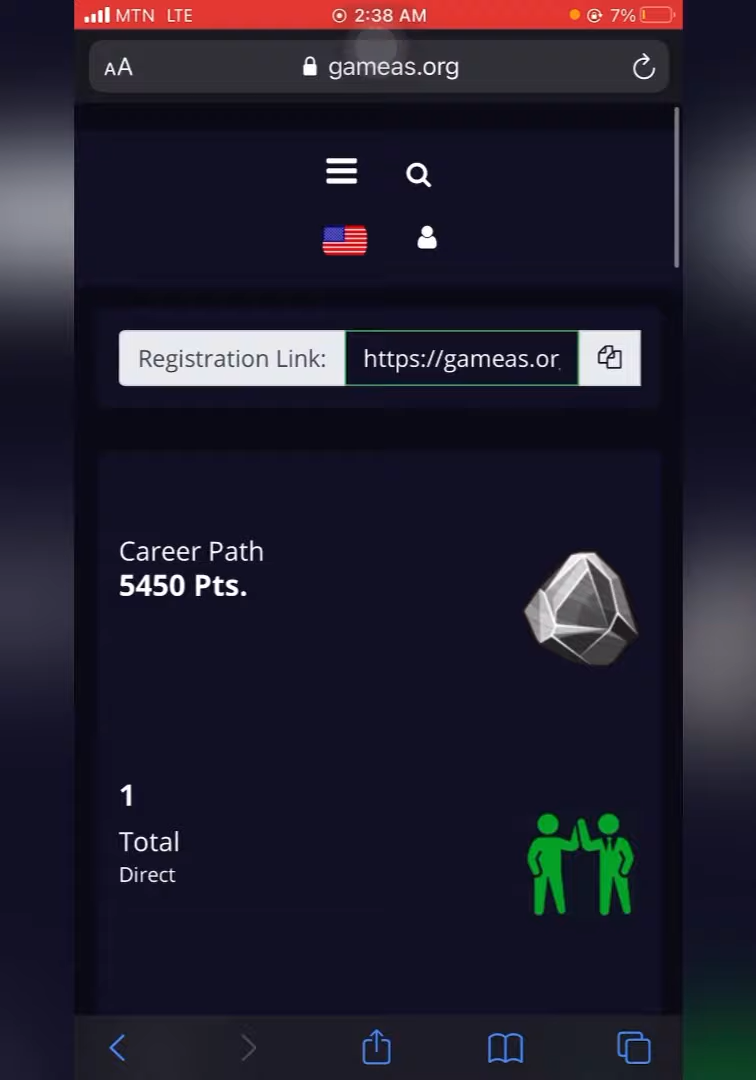 MTN LTE 2:38 AM 7%
AA gameas.org
Registration Link: https://gameas.or
Career Path
5450 Pts.
1
Total
Direct